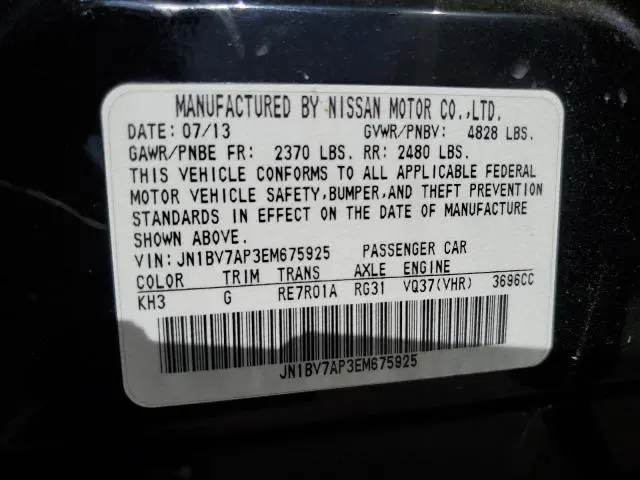 MANUFACTURED BY NISSAN MOTOR CO.,LTD.
DATE: 07/13 GVWR/PNBV: 4828 LBS.
GAWR/PNBE FR: 2370 LBS. RR: 2480 LBS.
THIS VEHICLE CONFORMS TO ALL APPLICABLE FEDERAL
MOTOR VEHICLE SAFETY,BUMPER,AND THEFT PREVENTION
STANDARDS IN EFFECT ON THE DATE OF MANUFACTURE
SHOWN ABOVE.
VIN: JN1BV7AP3EM675925 PASSENGER CAR
COLOR TRIM TRANS AXLE ENGINE
KH3 G RE7R01A RG31 VQ37(VHR) 3696CC
JN1BV7AP3EM675925